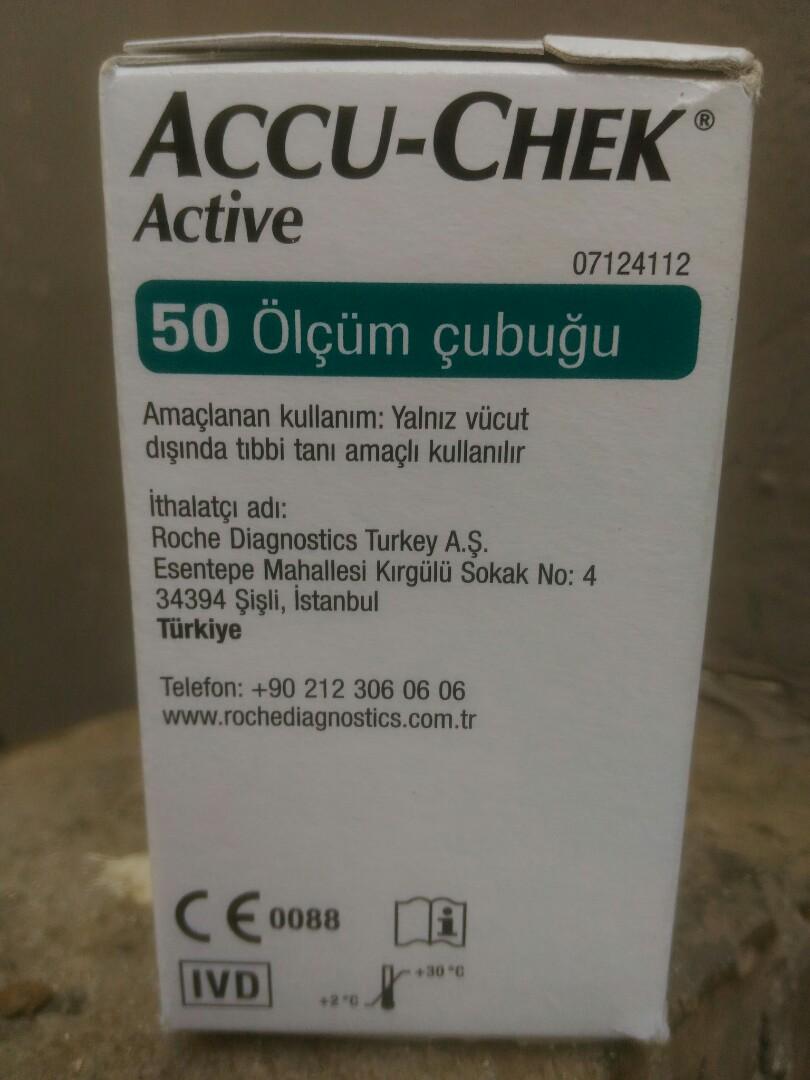 ACCU-CHEK®
Active
07124112
50 Ölçüm çubuğu
Amaçlanan kullanım: Yalnız vücut
dışında tıbbi tanı amaçlı kullanılır
İthalatçı adı:
Roche Diagnostics Turkey A.Ş.
Esentepe Mahallesi Kırgülü Sokak No: 4
34394 Şişli, İstanbul
Türkiye
Telefon: +90 212 306 06 06
www.rochediagnostics.com.tr
CE 0088
IVD
+30 °C
+2 °C